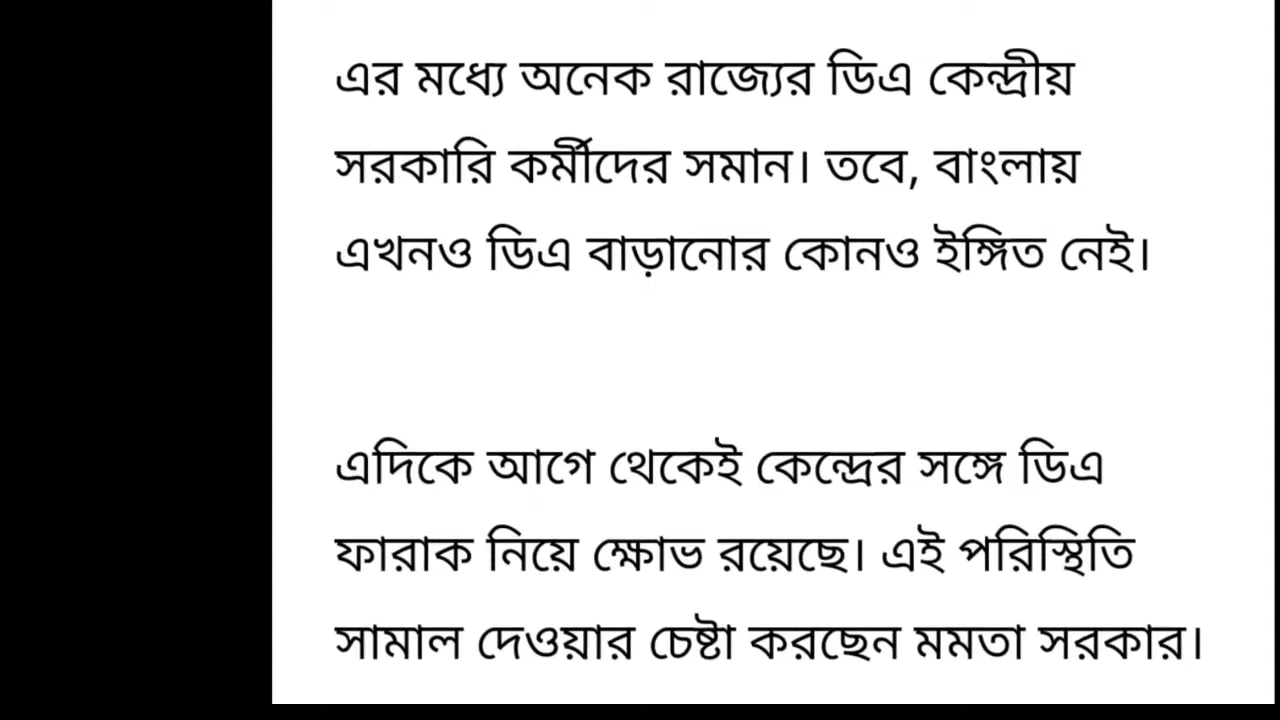 এর মধ্যে অনেক রাজ্যের ডিএ কেন্দ্রীয়
সরকারি কর্মীদের সমান। তবে, বাংলায়
এখনও ডিএ বাড়ানোর কোনও ইঙ্গিত নেই।
এদিকে আগে থেকেই কেন্দ্রের সঙ্গে ডিএ
ফারাক নিয়ে ক্ষোভ রয়েছে। এই পরিস্থিতি
সামাল দেওয়ার চেষ্টা করছেন মমতা সরকার।